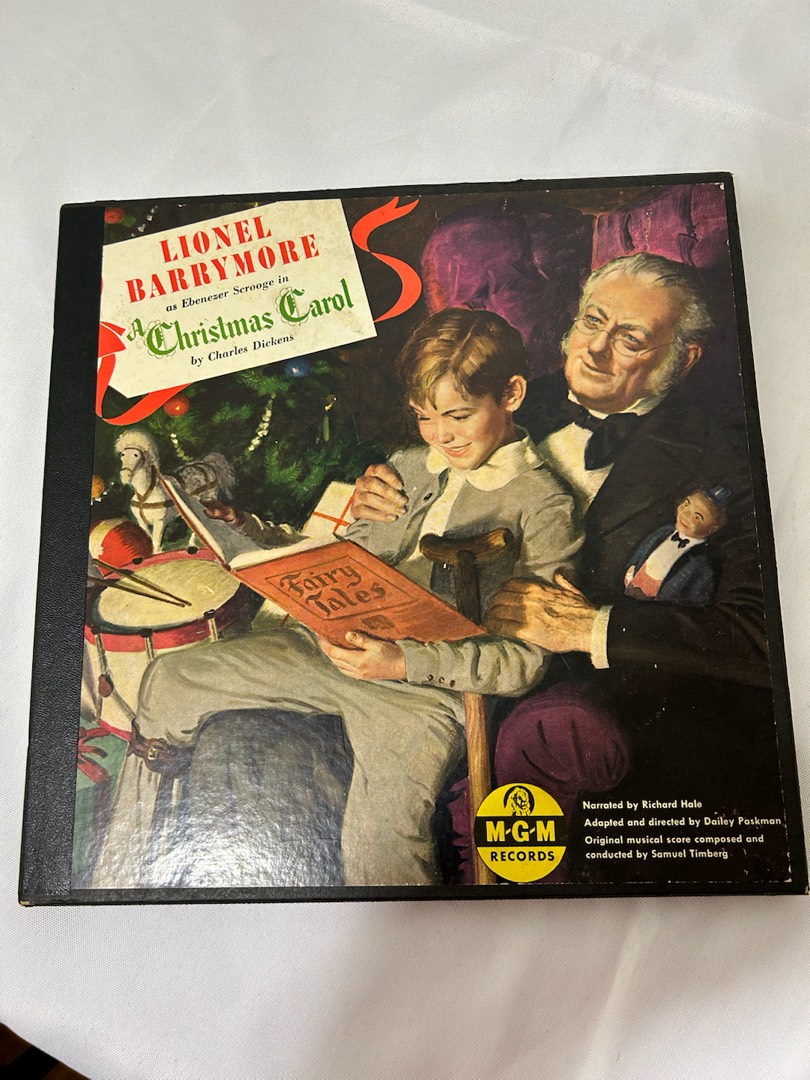 LIONEL
BARRYMORE
as Ebenezer Scrooge in
A Christmas Carol
by Charles Dickens
Fairy
Tales
M-G-M
RECORDS
Narrated by Richard Hale
Adapted and directed by Dailey Paskman
Original musical score composed and
conducted by Samuel Timberg